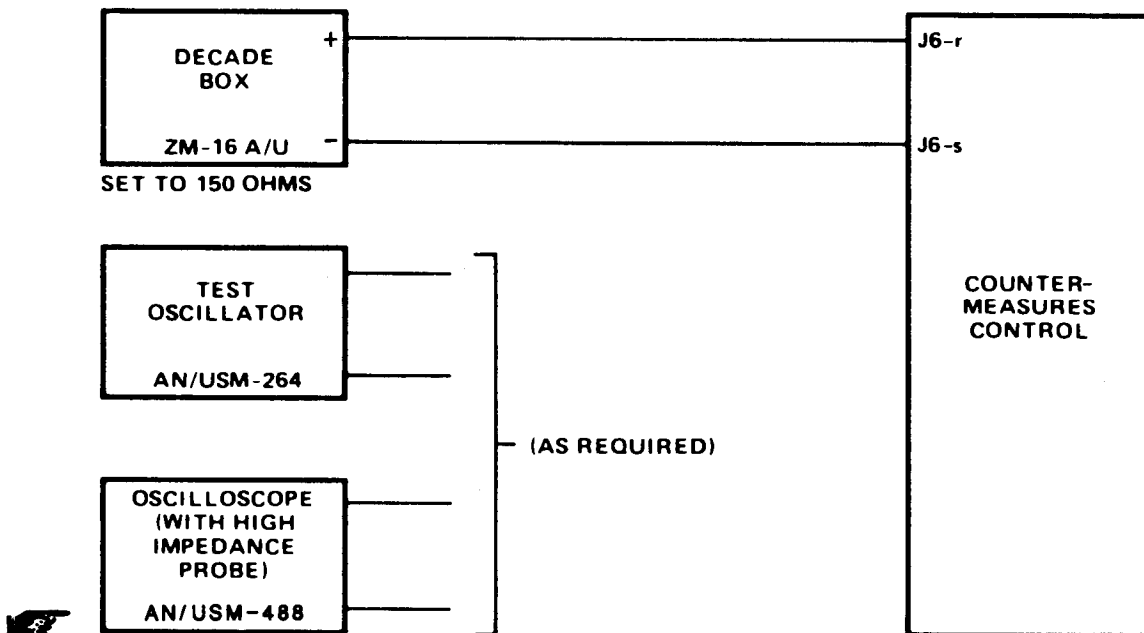 DECADE
BOX
+
ZM-16 A/U
-
SET TO 150 OHMS
J6-r
J6-s
TEST
OSCILLATOR
AN/USM-264
OSCILLOSCOPE
(WITH HIGH
IMPEDANCE
PROBE)
AN/USM-488
(AS REQUIRED)
COUNTER-
MEASURES
CONTROL